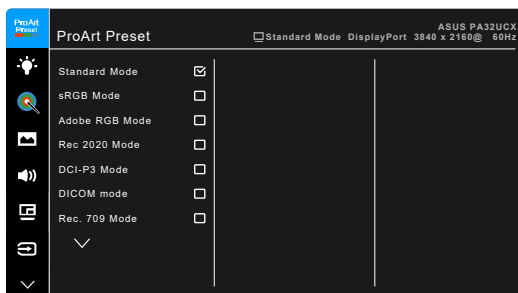 ProArt
Preset
ProArt Preset
ASUS PA32UCX
Standard Mode DisplayPort 3840 x 2160@ 60Hz
Standard Mode
sRGB Mode
Adobe RGB Mode
Rec 2020 Mode
DCI-P3 Mode
DICOM mode
Rec. 709 Mode